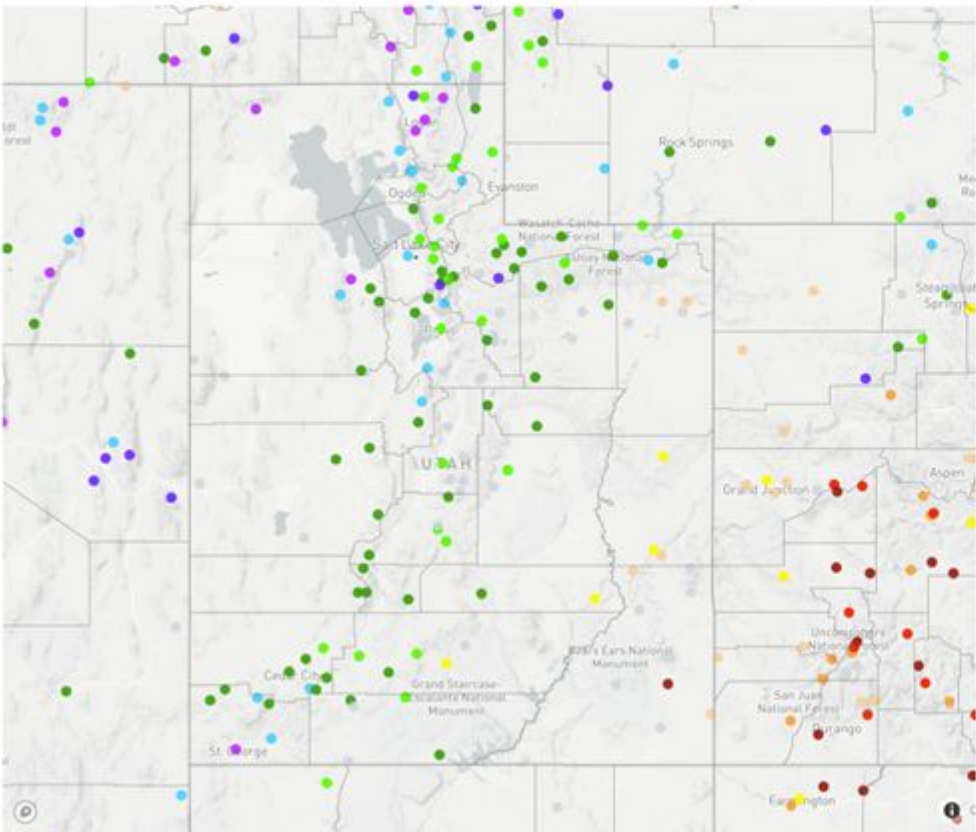 Rock Springs
Ogden
Evanston
Wasatch-Cache
National Forest
Salt Lake City
Ashley National
Forest
Steamboat
Springs
UTAH
Grand Junction
Aspen
Uncompahgre
National Forest
Bears Ears National
Monument
Cedar City
Grand Staircase-
Escalante National
Monument
San Juan
National Forest
Durango
St. George
Farmington